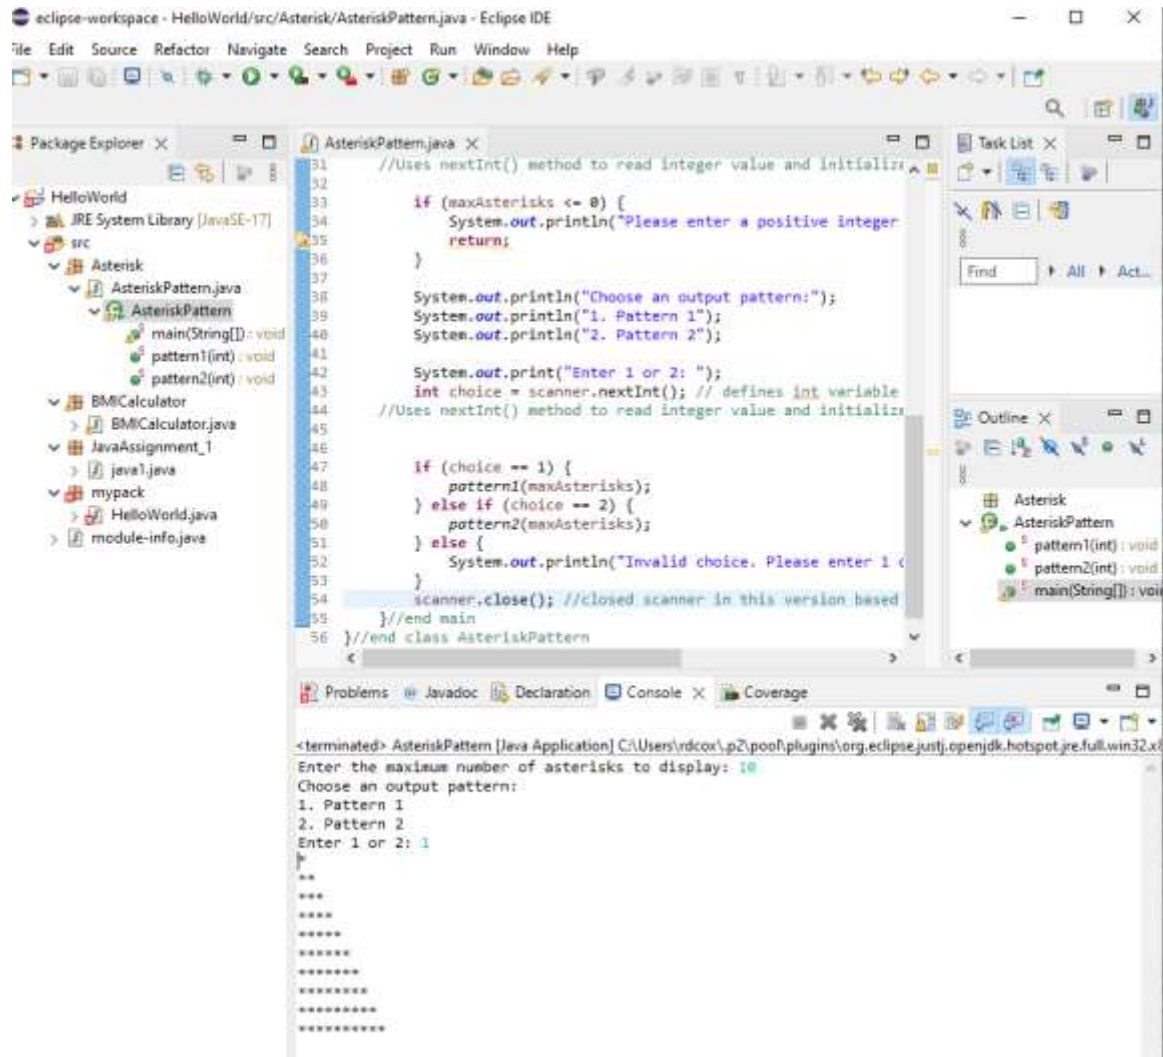 eclipse-workspace - HelloWorld/src/Asterisk/AsteriskPattern.java - Eclipse IDE
File Edit Source Refactor Navigate Search Project Run Window Help
Package Explorer
HelloWorld
JRE System Library [JavaSE-17]
src
Asterisk
AsteriskPattern.java
AsteriskPattern
main(String[]) : void
pattern1(int) : void
pattern2(int) : void
BMICalculator
BMICalculator.java
JavaAssignment_1
java1.java
mypack
HelloWorld.java
module-info.java
AsteriskPattern.java
31 //Uses nextInt() method to read integer value and initialize
32
33 if (maxAsterisks <= 0) {
34 System.out.println("Please enter a positive integer
35 return;
36 }
37
38 System.out.println("Choose an output pattern:");
39 System.out.println("1. Pattern 1");
40 System.out.println("2. Pattern 2");
41
42 System.out.print("Enter 1 or 2: ");
43 int choice = scanner.nextInt(); // defines int variable
44 //Uses nextInt() method to read integer value and initialize
45
46
47 if (choice == 1) {
48 pattern1(maxAsterisks);
49 } else if (choice == 2) {
50 pattern2(maxAsterisks);
51 } else {
52 System.out.println("Invalid choice. Please enter 1 o
53 }
54 scanner.close(); //closed scanner in this version based
55 }//end main
56 }//end class AsteriskPattern
Task List
Find All Act...
Outline
Asterisk
AsteriskPattern
pattern1(int) : void
pattern2(int) : void
main(String[]) : voi
Problems Javadoc Declaration Console Coverage
<terminated> AsteriskPattern [Java Application] C:\Users\rdcox\.p2\pool\plugins\org.eclipse.justj.openjdk.hotspot.jre.full.win32.x8
Enter the maximum number of asterisks to display: 10
Choose an output pattern:
1. Pattern 1
2. Pattern 2
Enter 1 or 2: 1
*
**
***
****
*****
******
*******
********
*********
**********